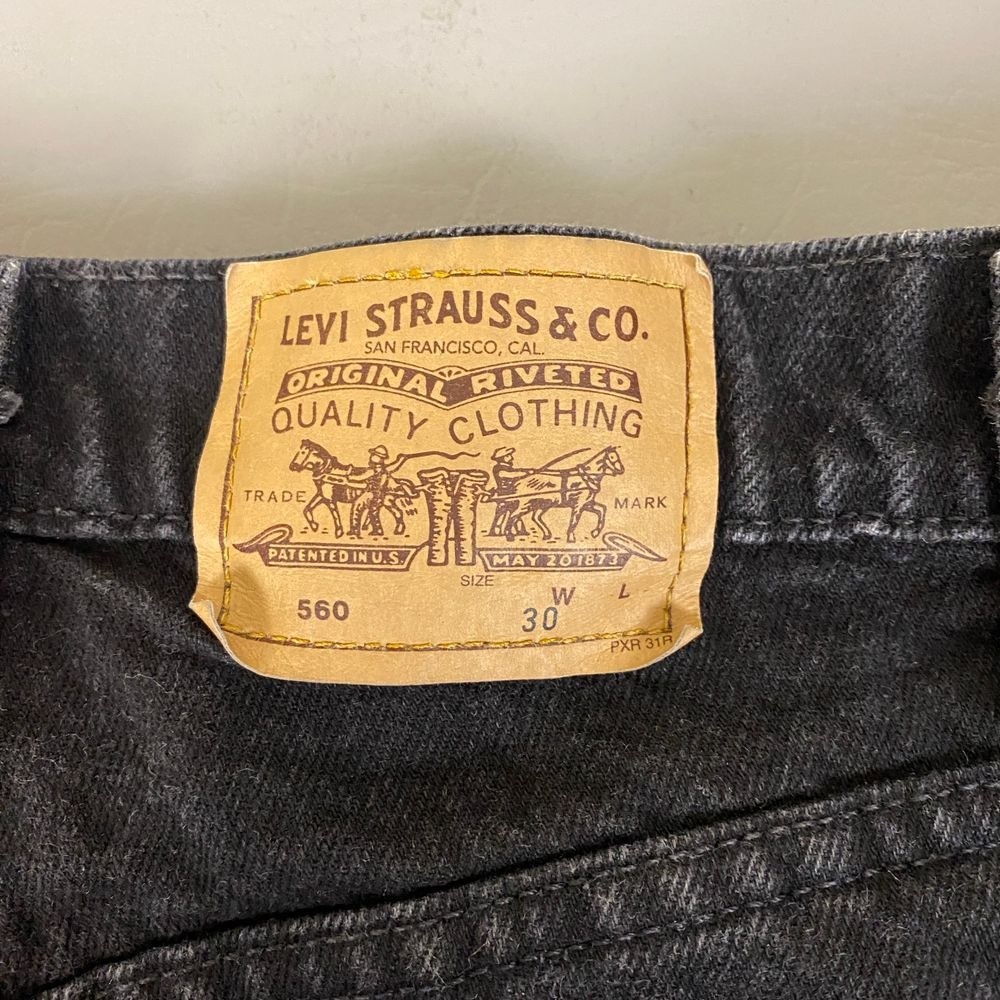 LEVI STRAUSS & CO.
SAN FRANCISCO, CAL.
ORIGINAL RIVETED
QUALITY CLOTHING
TRADE MARK
PATENTED IN U.S. MAY 20 1873
SIZE
W L
560 30
PXR 31R